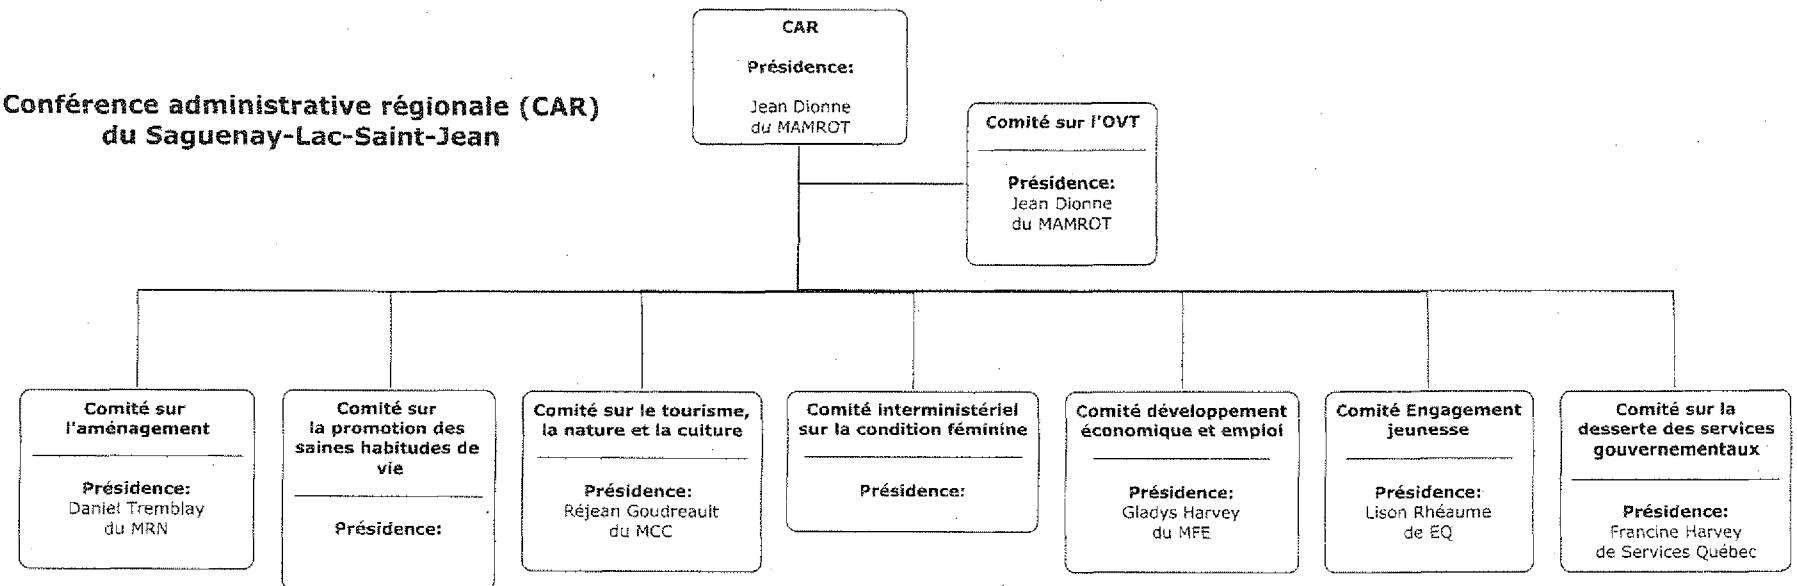 CAR
Présidence:
Jean Dionne
du MAMROT
Conférence administrative régionale (CAR)
du Saguenay-Lac-Saint-Jean
Comité sur l'OVT
Présidence:
Jean Dionne
du MAMROT
Comité sur
l'aménagement
Présidence:
Daniel Tremblay
du MRN
Comité sur
la promotion des
saines habitudes de
vie
Présidence:
Comité sur le tourisme,
la nature et la culture
Présidence:
Réjean Goudreault
du MCC
Comité interministériel
sur la condition féminine
Présidence:
Comité développement
économique et emploi
Présidence:
Gladys Harvey
du MFE
Comité Engagement
jeunesse
Présidence:
Lison Rhéaume
de EQ
Comité sur la
desserte des services
gouvernementaux
Présidence:
Francine Harvey
de Services Québec